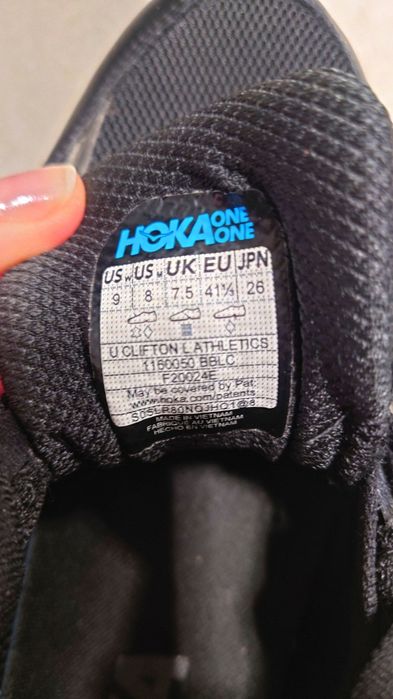 HOKA ONE ONE
US W US M UK EU JPN
9 8 7.5 41⅓ 26
U CLIFTON L ATHLETICS
1160050 BBLC
F20024E
May be covered by Pat.
www.hoka.com/patents
MADE IN VIETNAM
FABRIQUÉ AU VIETNAM
HECHO EN VIETNAM